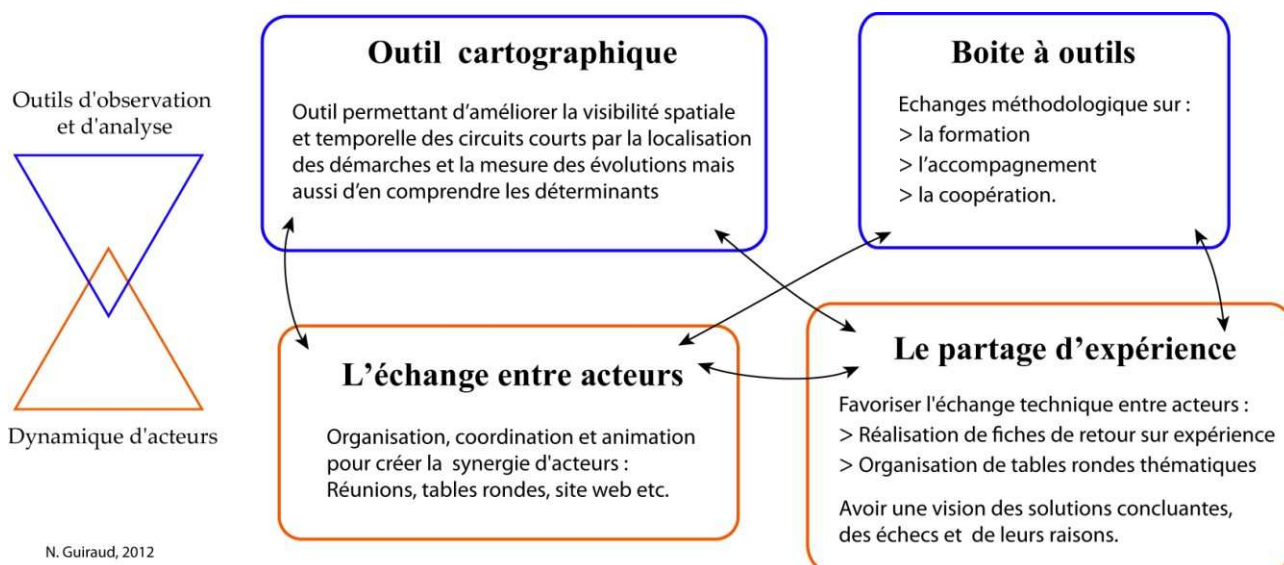 Outils d'observation
et d'analyse
Dynamique d'acteurs
Outil cartographique
Outil permettant d’améliorer la visibilité spatiale
et temporelle des circuits courts par la localisation
des démarches et la mesure des évolutions mais
aussi d’en comprendre les déterminants
Boite à outils
Echanges méthodologique sur :
> la formation
> l’accompagnement
> la coopération.
L’échange entre acteurs
Organisation, coordination et animation
pour créer la synergie d'acteurs :
Réunions, tables rondes, site web etc.
Le partage d’expérience
Favoriser l'échange technique entre acteurs :
> Réalisation de fiches de retour sur expérience
> Organisation de tables rondes thématiques
Avoir une vision des solutions concluantes,
des échecs et de leurs raisons.
N. Guiraud, 2012